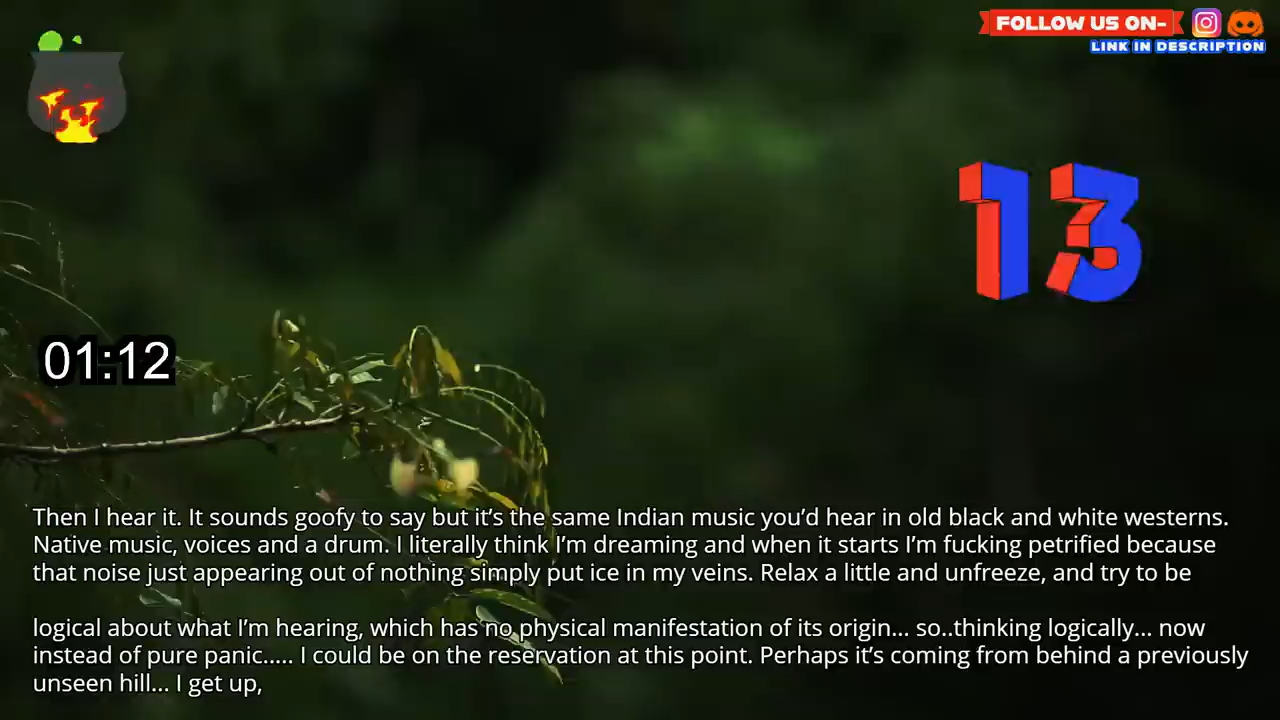 FOLLOW US ON-
LINK IN DESCRIPTION
13
01:12
Then I hear it. It sounds goofy to say but it’s the same Indian music you’d hear in old black and white westerns.
Native music, voices and a drum. I literally think I’m dreaming and when it starts I’m fucking petrified because
that noise just appearing out of nothing simply put ice in my veins. Relax a little and unfreeze, and try to be
logical about what I’m hearing, which has no physical manifestation of its origin... so..thinking logically... now
instead of pure panic..... I could be on the reservation at this point. Perhaps it’s coming from behind a previously
unseen hill... I get up,